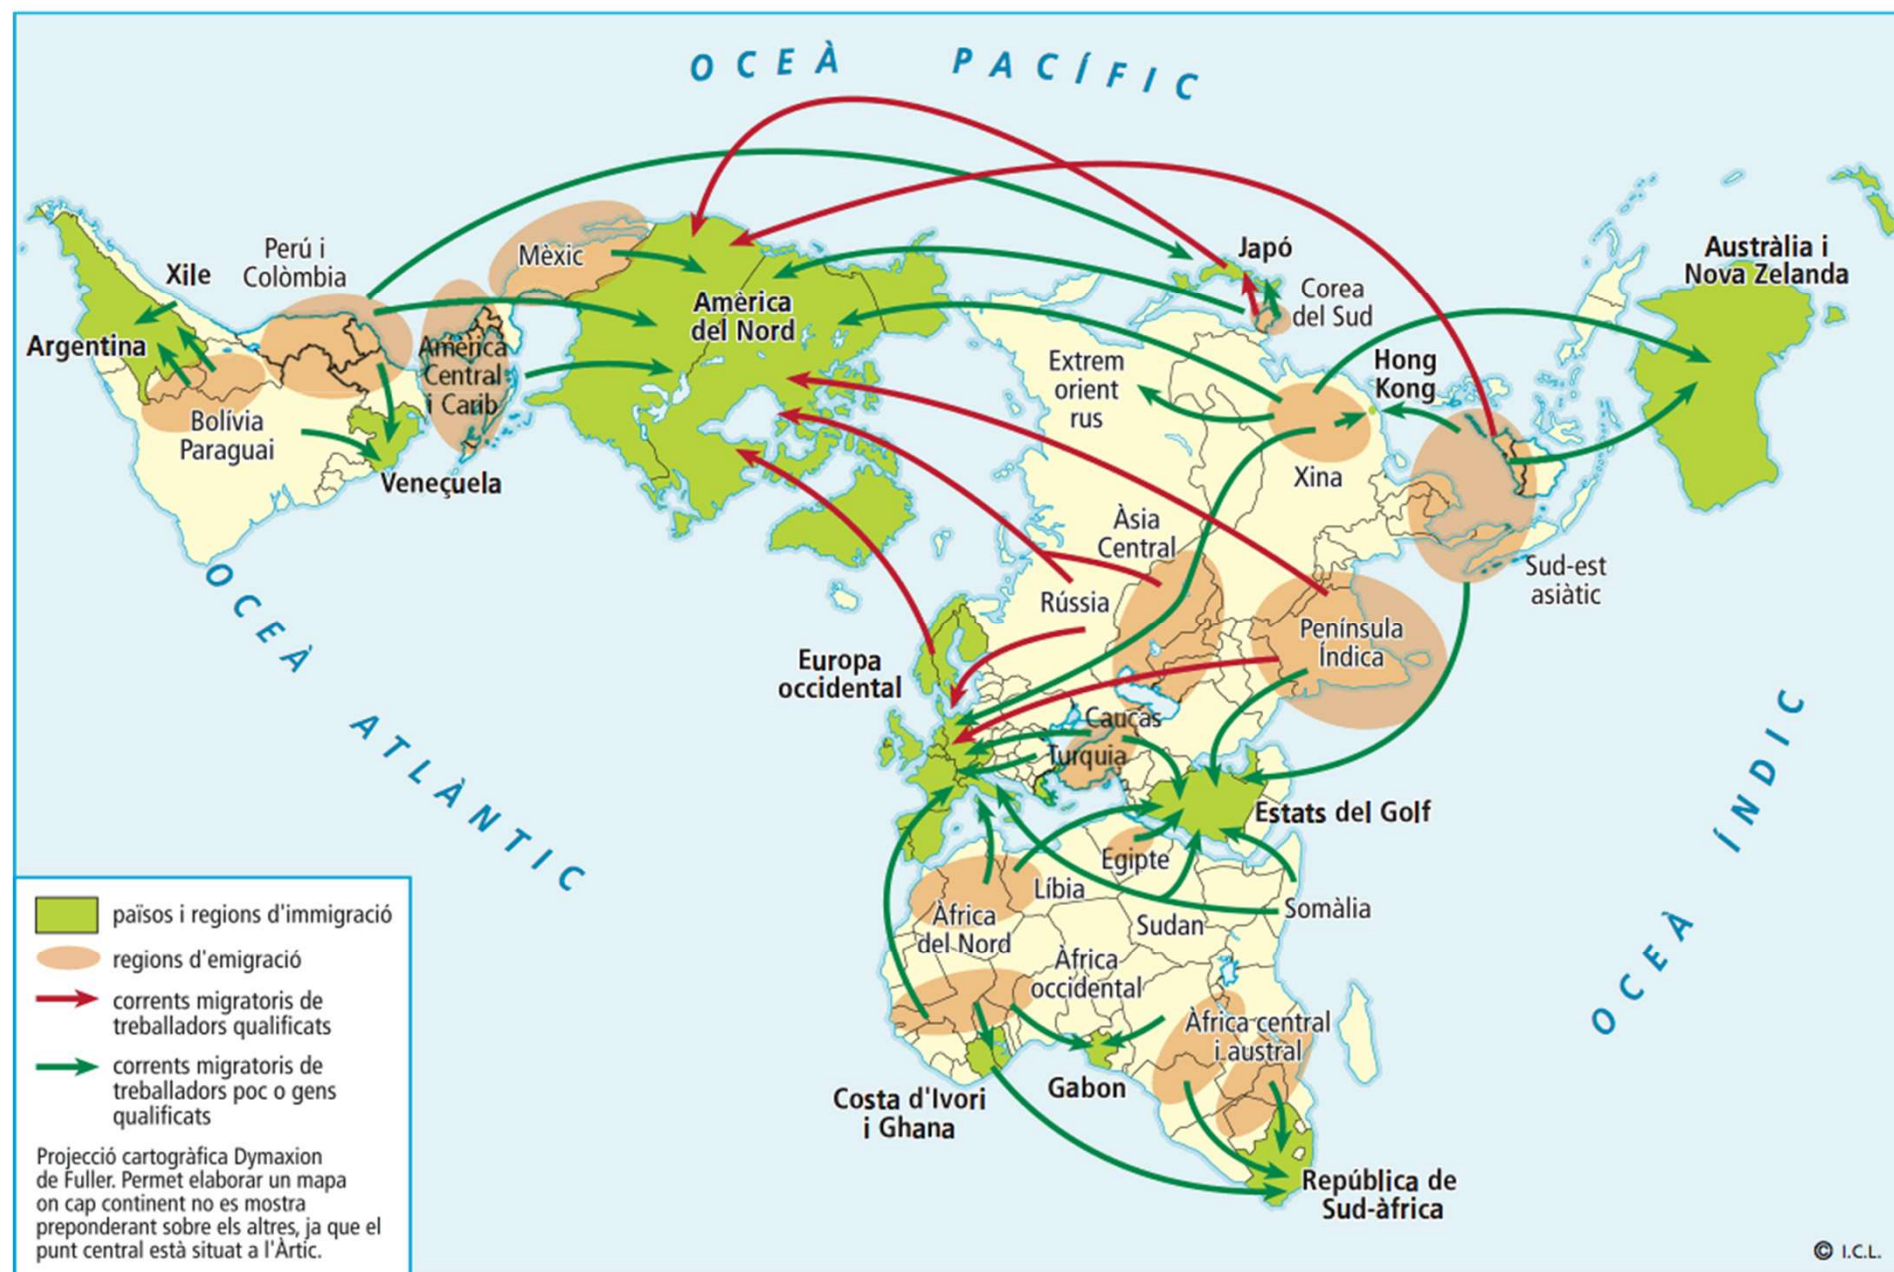 OCEÀ PACÍFIC
Perú i
Colòmbia
Xile
Mèxic
Japó
Austràlia i
Nova Zelanda
Argentina
Amèrica
del Nord
Corea
del Sud
Amèrica
Central
i Carib
Extrem
orient
rus
Hong
Kong
Bolívia
Paraguai
Veneçuela
Xina
Àsia
Central
Sud-est
asiàtic
Rússia
Península
Índica
Europa
occidental
OCEÀ ATLÀNTIC
OCEÀ ÍNDIC
Caucas
Turquia
Estats del Golf
Egipte
Líbia
Somàlia
Àfrica
del Nord
Sudan
Àfrica
occidental
Àfrica central
i austral
Costa d'Ivori
i Ghana
Gabon
República de
Sud-àfrica
països i regions d'immigració
regions d'emigració
corrents migratoris de
treballadors qualificats
corrents migratoris de
treballadors poc o gens
qualificats
Projecció cartogràfica Dymaxion
de Fuller. Permet elaborar un mapa
on cap continent no es mostra
preponderant sobre els altres, ja que el
punt central està situat a l'Àrtic.
© I.C.L.